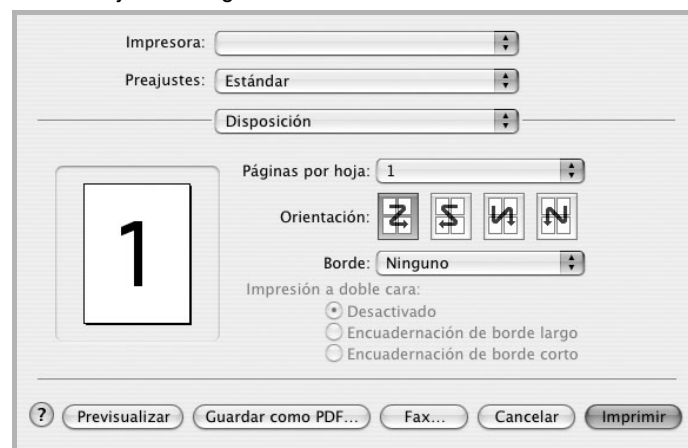 Impresora:
Preajustes: Estándar
Disposición
Páginas por hoja: 1
1
Orientación:
Borde: Ninguno
Impresión a doble cara:
Desactivado
Encuadernación de borde largo
Encuadernación de borde corto
? Previsualizar Guardar como PDF... Fax... Cancelar Imprimir